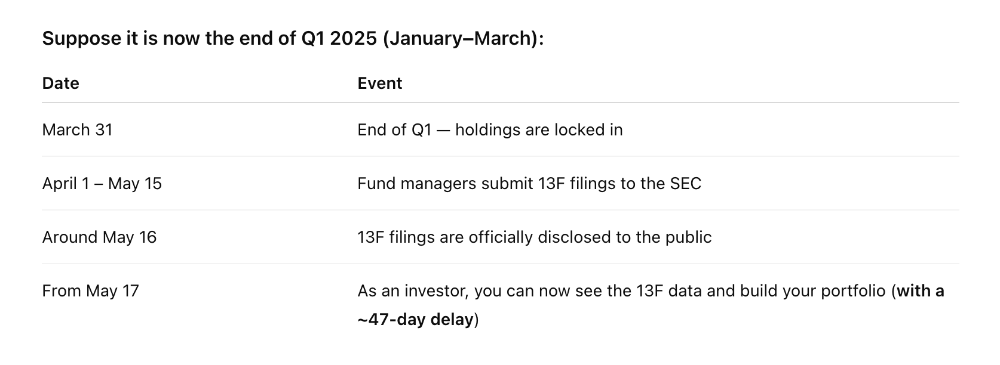 Suppose it is now the end of Q1 2025 (January–March):
Date Event
March 31 End of Q1 — holdings are locked in
April 1 – May 15 Fund managers submit 13F filings to the SEC
Around May 16 13F filings are officially disclosed to the public
From May 17 As an investor, you can now see the 13F data and build your portfolio (with a
~47-day delay)